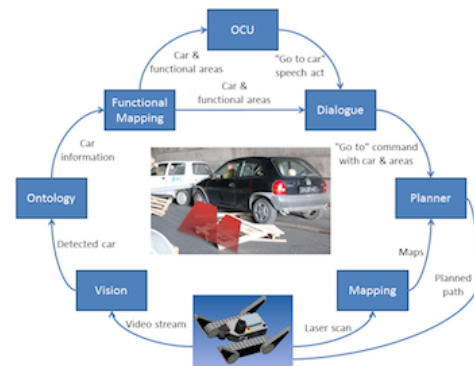 OCU
Car &
functional areas
"Go to car"
speech act
Car &
functional areas
Functional
Mapping
Dialogue
Car
information
"Go to" command
with car & areas
Ontology
Planner
Detected car
Maps
Planned
path
Vision
Mapping
Video stream
Laser scan